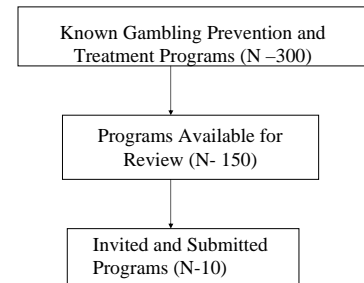 Known Gambling Prevention and
Treatment Programs (N –300)
Programs Available for
Review (N- 150)
Invited and Submitted
Programs (N-10)